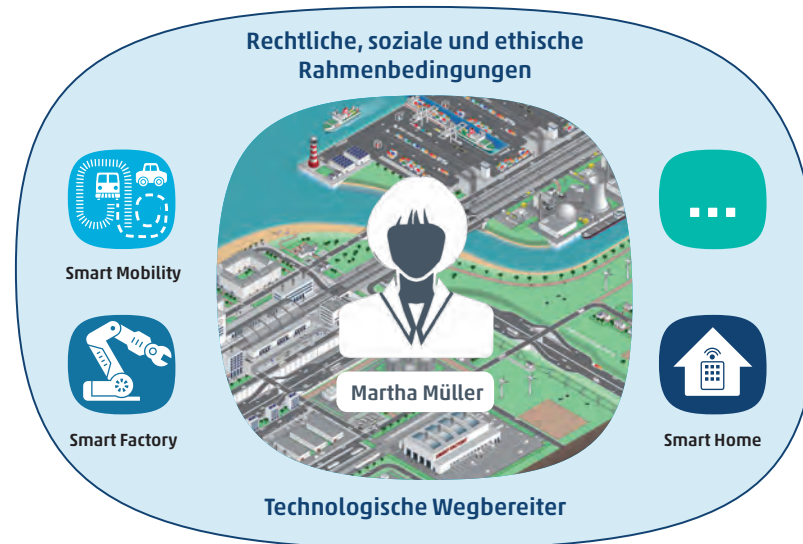 Rechtliche, soziale und ethische
Rahmenbedingungen
...
Smart Mobility
Martha Müller
Smart Factory
Smart Home
Technologische Wegbereiter